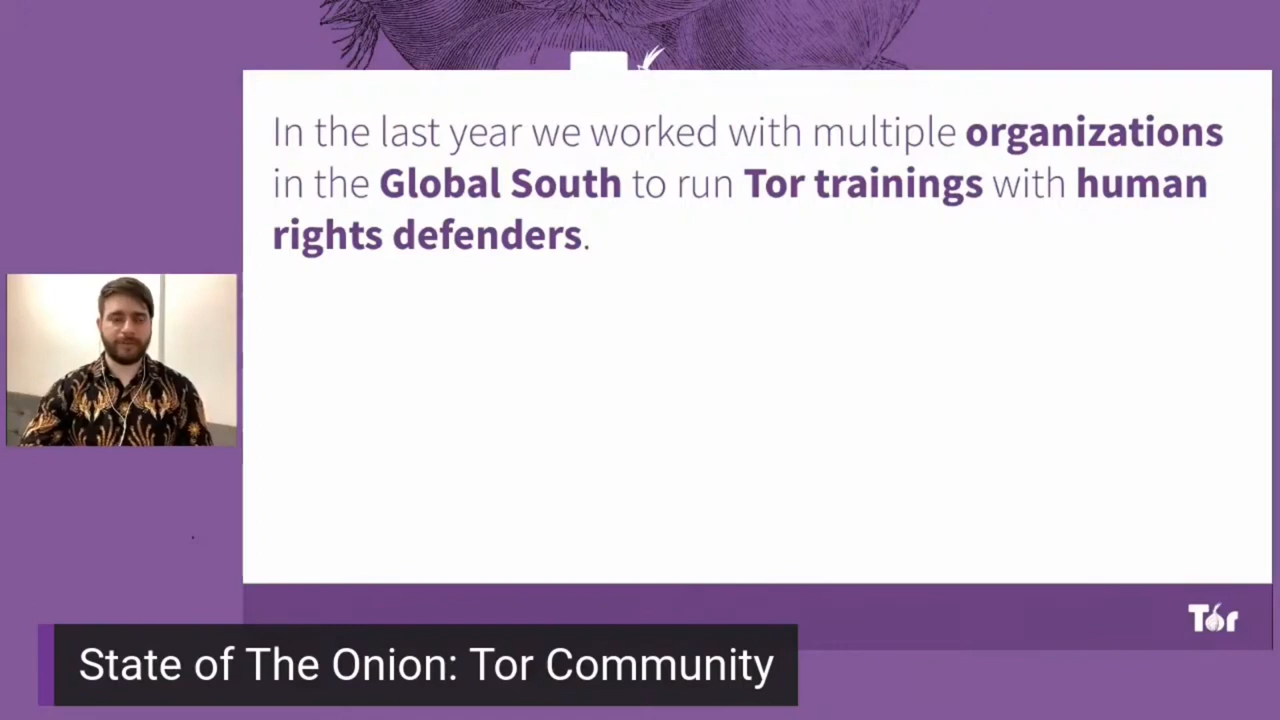 In the last year we worked with multiple organizations
in the Global South to run Tor trainings with human
rights defenders.
Tor
State of The Onion: Tor Community